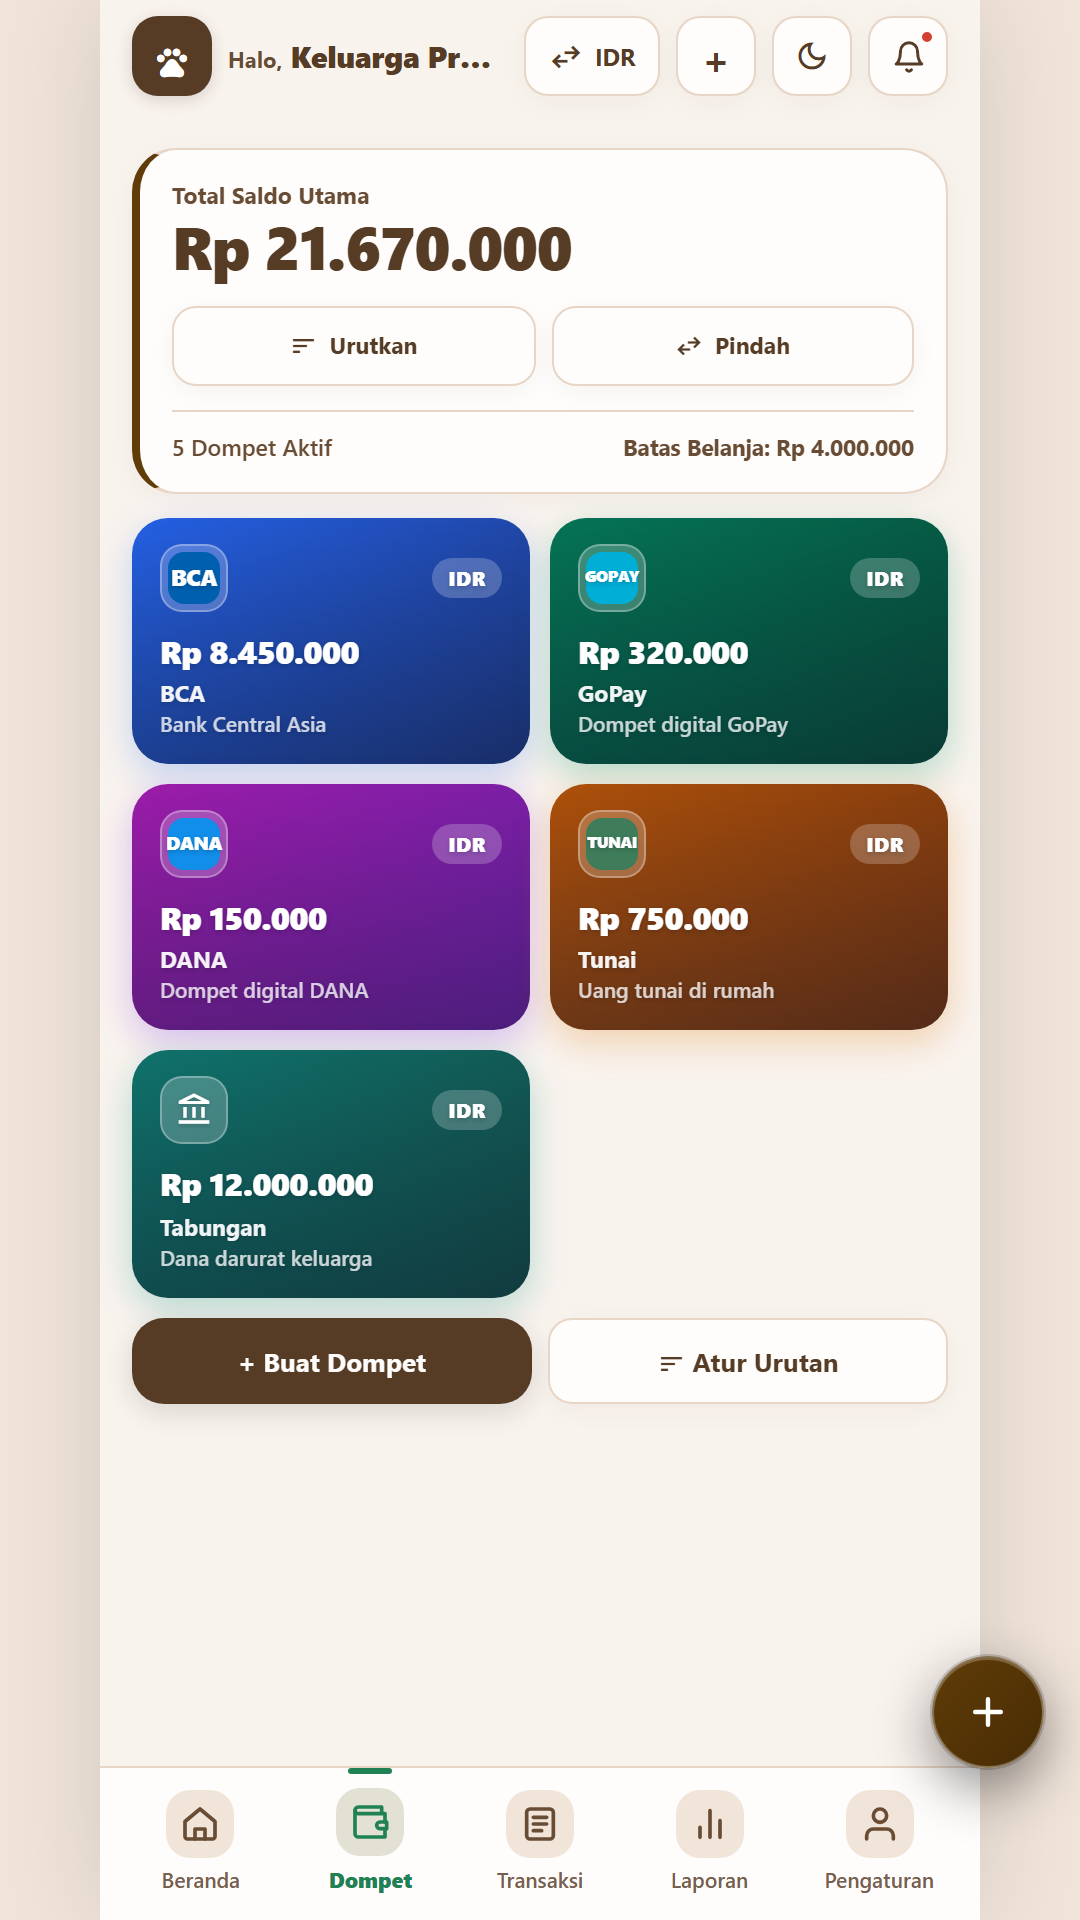 Halo, Keluarga Pr...
IDR
+
Total Saldo Utama
Rp 21.670.000
Urutkan
Pindah
5 Dompet Aktif
Batas Belanja: Rp 4.000.000
BCA
IDR
Rp 8.450.000
BCA
Bank Central Asia
GOPAY
IDR
Rp 320.000
GoPay
Dompet digital GoPay
DANA
IDR
Rp 150.000
DANA
Dompet digital DANA
TUNAI
IDR
Rp 750.000
Tunai
Uang tunai di rumah
IDR
Rp 12.000.000
Tabungan
Dana darurat keluarga
+ Buat Dompet
Atur Urutan
+
Beranda
Dompet
Transaksi
Laporan
Pengaturan